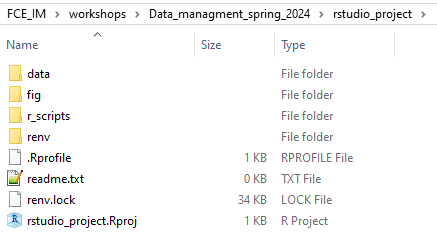 FCE_IM > workshops > Data_managment_spring_2024 > rstudio_project >
Name Size Type
data File folder
fig File folder
r_scripts File folder
renv File folder
.Rprofile 1 KB RPROFILE File
readme.txt 0 KB TXT File
renv.lock 34 KB LOCK File
rstudio_project.Rproj 1 KB R Project